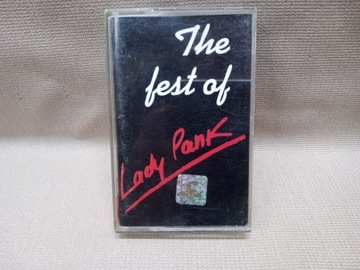 The
fest of
Lady Pank